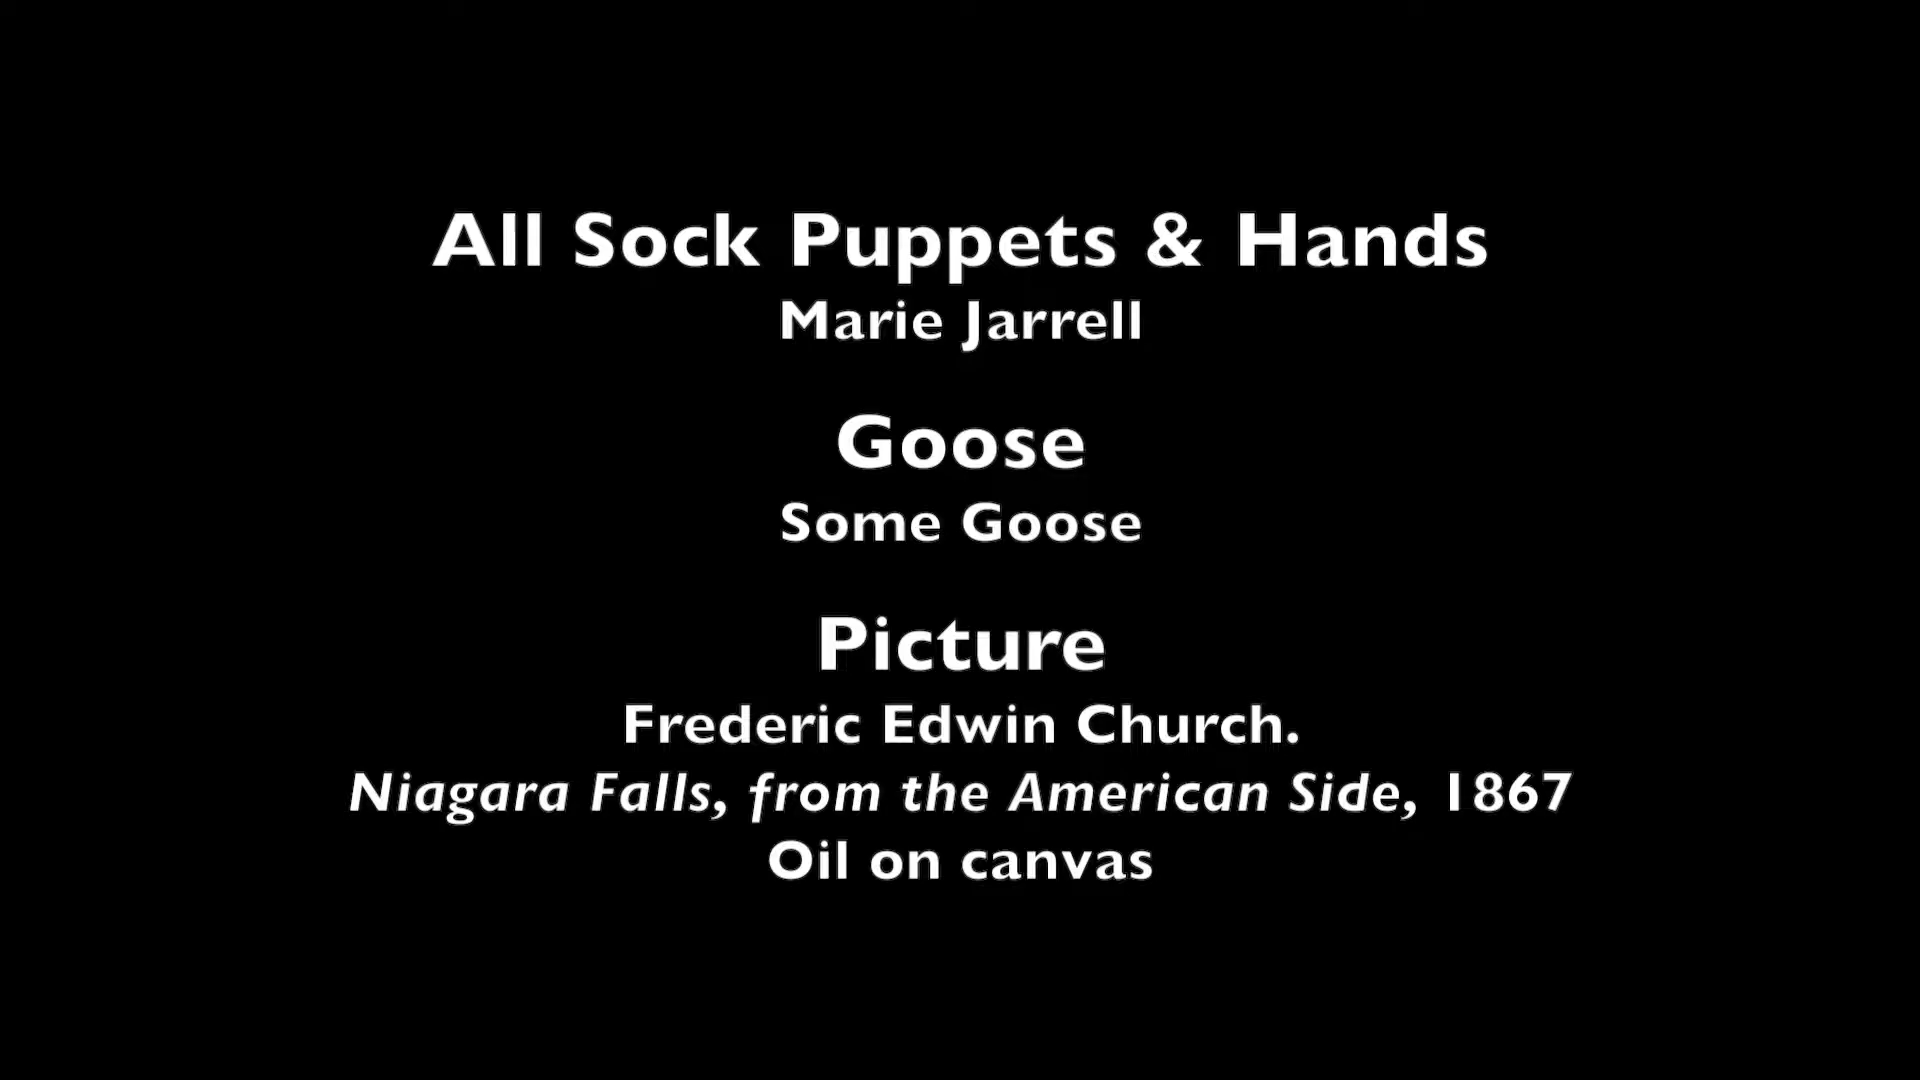 All Sock Puppets & Hands
Marie Jarrell
Goose
Some Goose
Picture
Frederic Edwin Church.
Niagara Falls, from the American Side, 1867
Oil on canvas